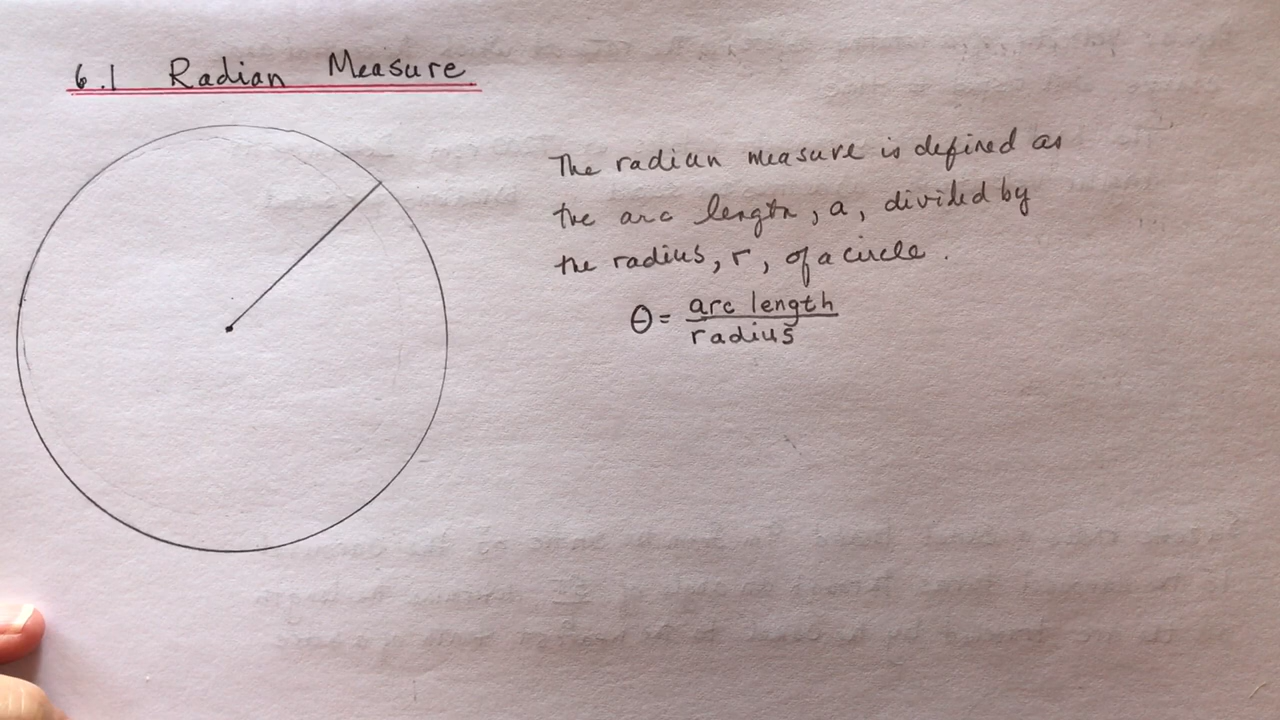 6.1 Radian Measure
The radian measure is defined as
the arc length, a, divided by
the radius, r, of a circle.
θ = arc length
radius